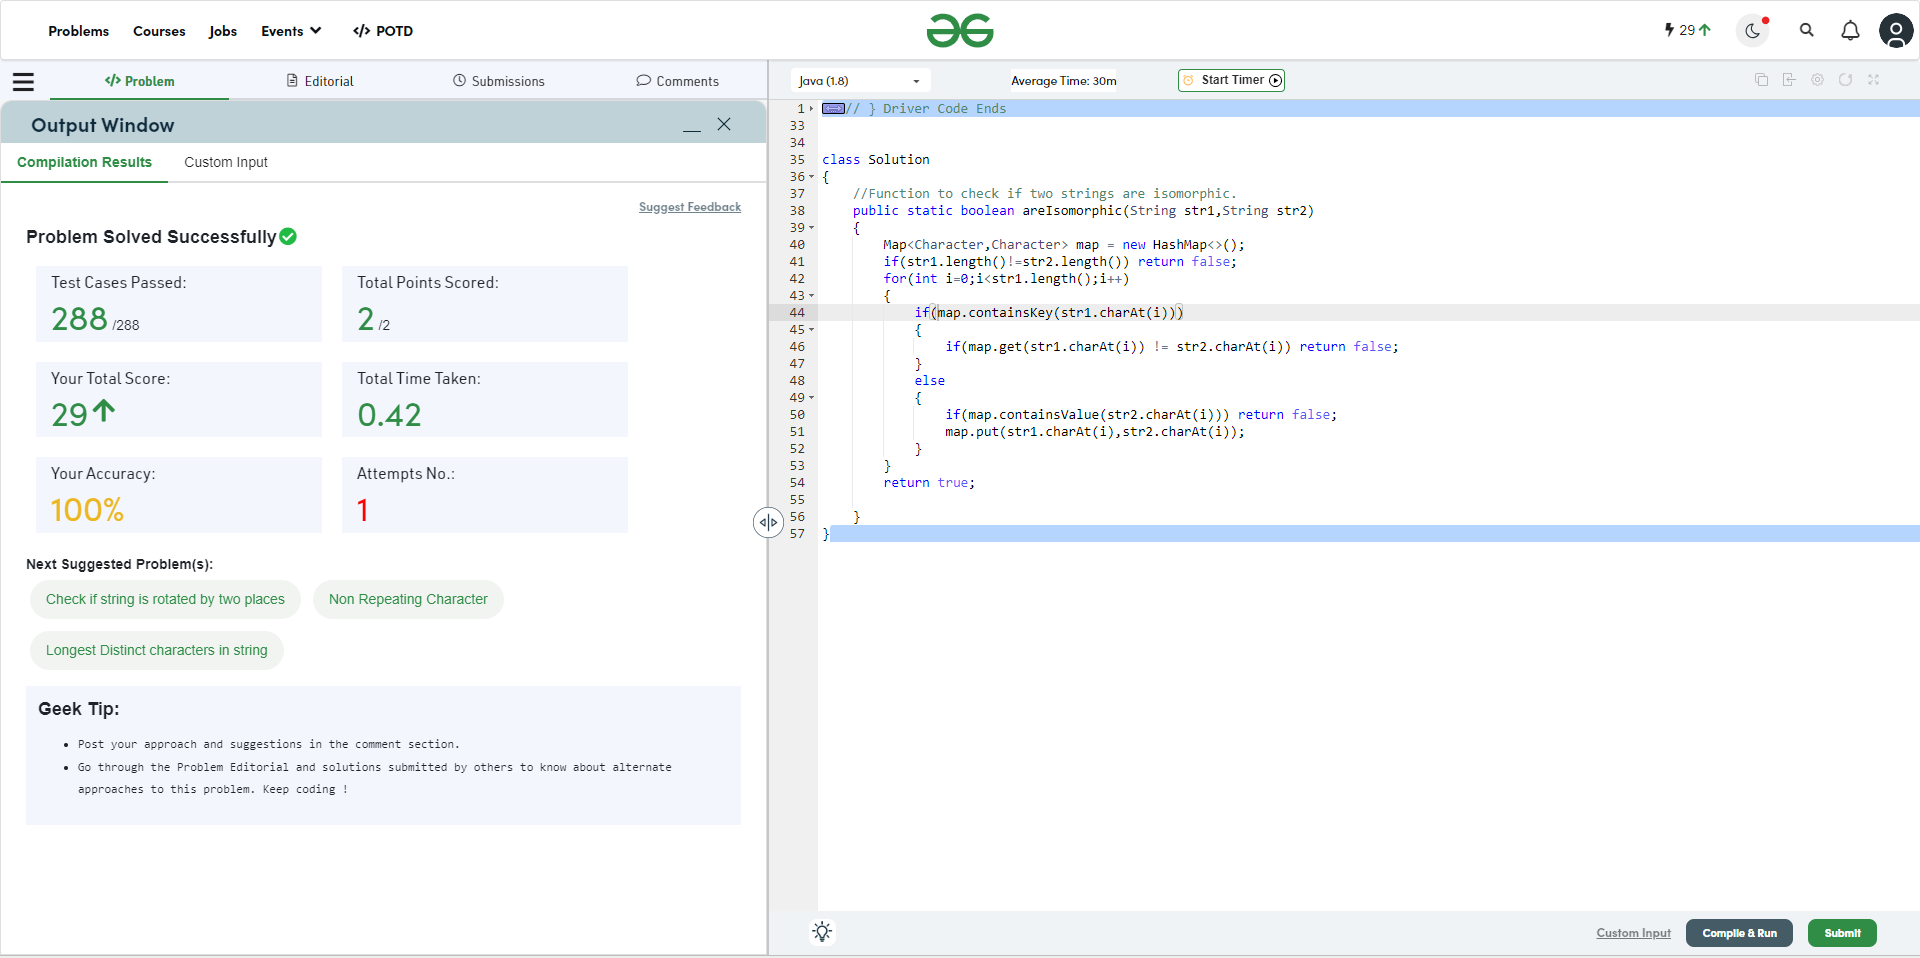 Problems Courses Jobs Events </> POTD
29
</> Problem Editorial Submissions Comments
Java (1.8) Average Time: 30m Start Timer
Output Window
Compilation Results Custom Input
Suggest Feedback
Problem Solved Successfully
Test Cases Passed: Total Points Scored:
288 /288 2 /2
Your Total Score: Total Time Taken:
29 0.42
Your Accuracy: Attempts No.:
100% 1
Next Suggested Problem(s):
Check if string is rotated by two places Non Repeating Character
Longest Distinct characters in string
Geek Tip:
• Post your approach and suggestions in the comment section.
• Go through the Problem Editorial and solutions submitted by others to know about alternate
approaches to this problem. Keep coding !
1 // } Driver Code Ends
33
34
35 class Solution
36 {
37 //Function to check if two strings are isomorphic.
38 public static boolean areIsomorphic(String str1,String str2)
39 {
40 Map<Character,Character> map = new HashMap<>();
41 if(str1.length()!=str2.length()) return false;
42 for(int i=0;i<str1.length();i++)
43 {
44 if(map.containsKey(str1.charAt(i)))
45 {
46 if(map.get(str1.charAt(i)) != str2.charAt(i)) return false;
47 }
48 else
49 {
50 if(map.containsValue(str2.charAt(i))) return false;
51 map.put(str1.charAt(i),str2.charAt(i));
52 }
53 }
54 return true;
55
56 }
57 }
Custom Input Compile & Run Submit